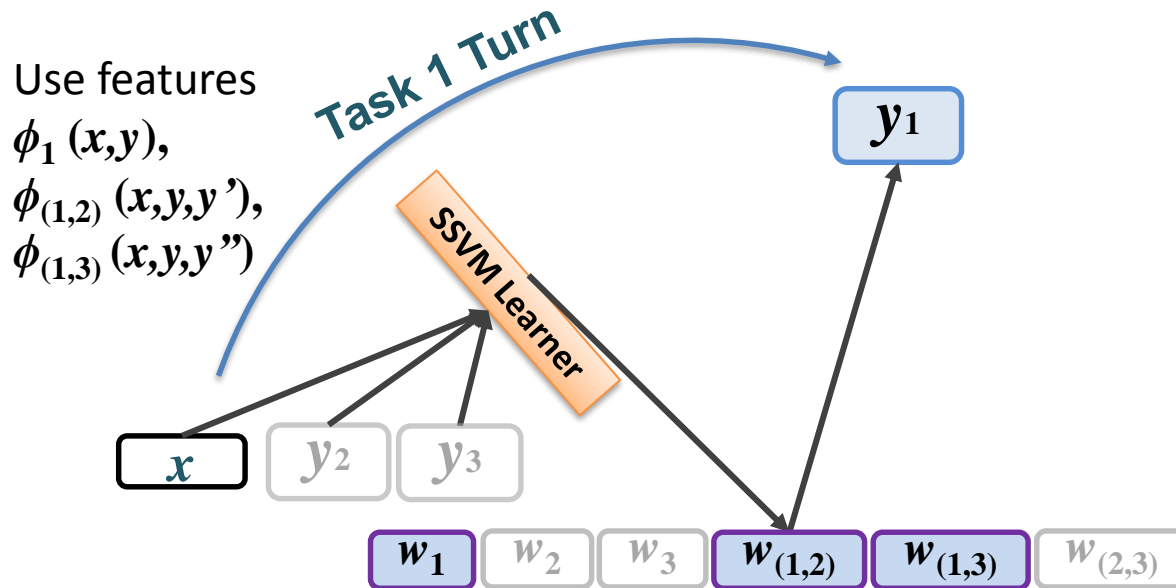 Use features
ϕ₁ (x,y),
ϕ₍₁,₂₎ (x,y,y’),
ϕ₍₁,₃₎ (x,y,y”)
Task 1 Turn
y₁
SSVM Learner
x y₂ y₃
w₁ w₂ w₃ w₍₁,₂₎ w₍₁,₃₎ w₍₂,₃₎